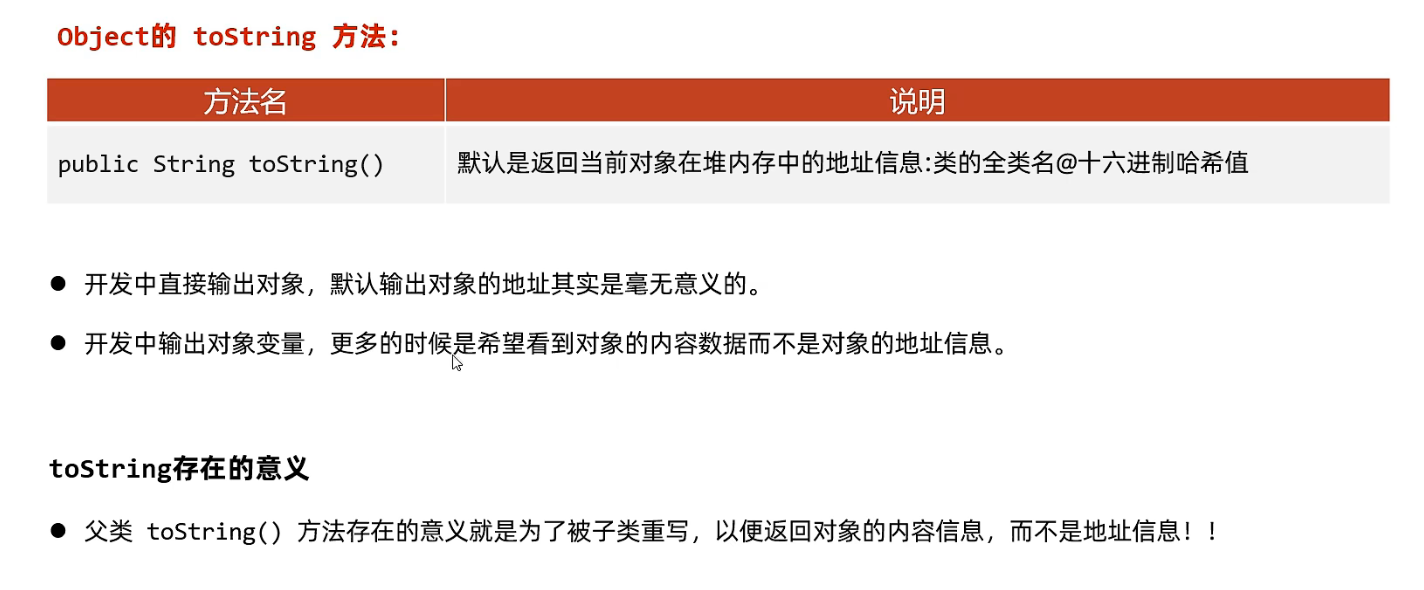 Object的 toString 方法:
方法名 说明
public String toString() 默认是返回当前对象在堆内存中的地址信息:类的全类名@十六进制哈希值
● 开发中直接输出对象，默认输出对象的地址其实是毫无意义的。
● 开发中输出对象变量，更多的时候是希望看到对象的内容数据而不是对象的地址信息。
toString存在的意义
● 父类 toString() 方法存在的意义就是为了被子类重写，以便返回对象的内容信息，而不是地址信息！！